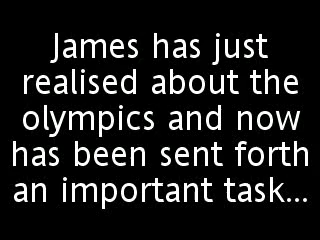 James has just
realised about the
olympics and now
has been sent forth
an important task...